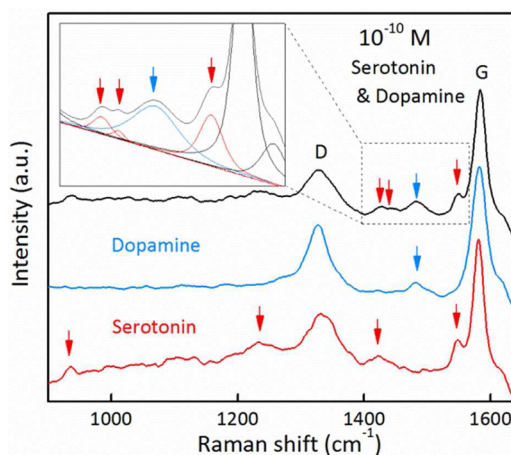 10⁻¹⁰ M
Serotonin
& Dopamine
G
D
Dopamine
Serotonin
Intensity (a.u.)
1000
1200
1400
1600
Raman shift (cm⁻¹)